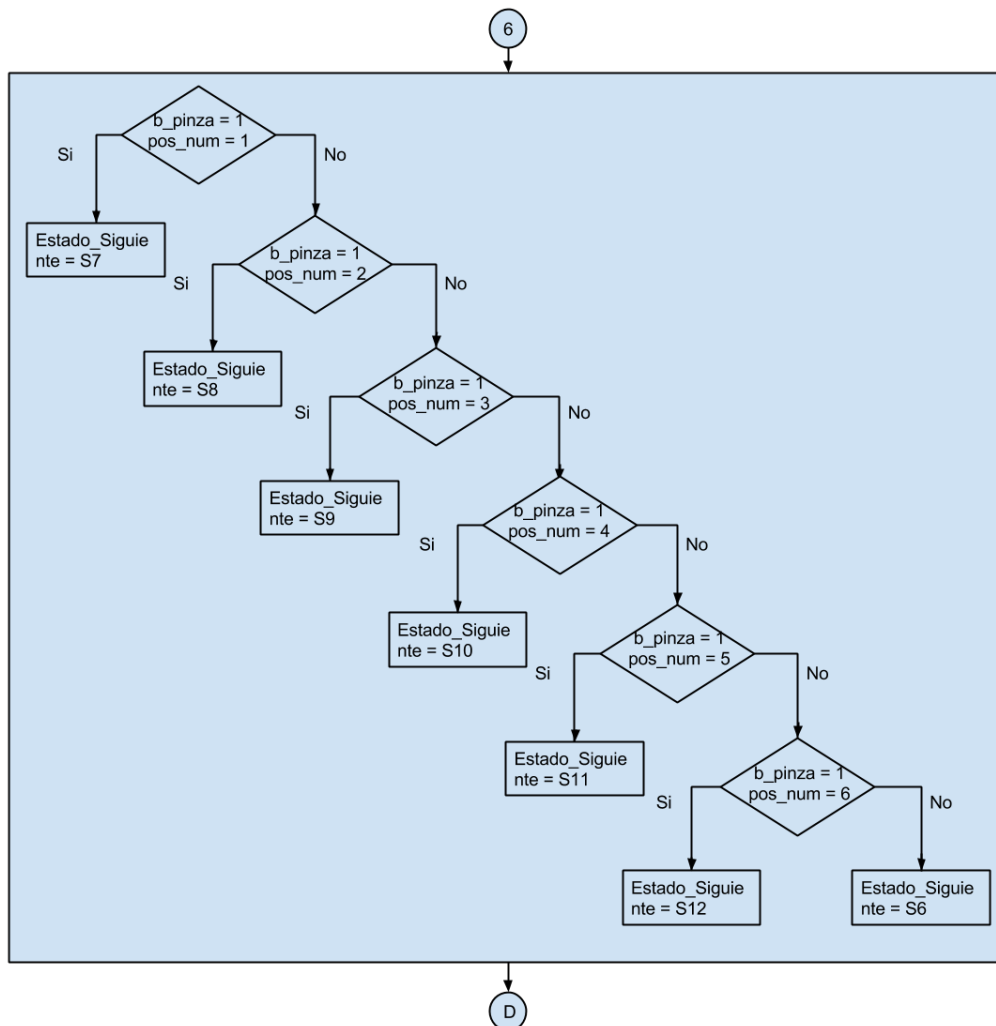 6
b_pinza = 1
pos_num = 1
Si
No
Estado_Siguie
nte = S7
b_pinza = 1
pos_num = 2
Si
No
Estado_Siguie
nte = S8
b_pinza = 1
pos_num = 3
Si
No
Estado_Siguie
nte = S9
b_pinza = 1
pos_num = 4
Si
No
Estado_Siguie
nte = S10
b_pinza = 1
pos_num = 5
Si
No
Estado_Siguie
nte = S11
b_pinza = 1
pos_num = 6
Si
No
Estado_Siguie
nte = S12
Estado_Siguie
nte = S6
D